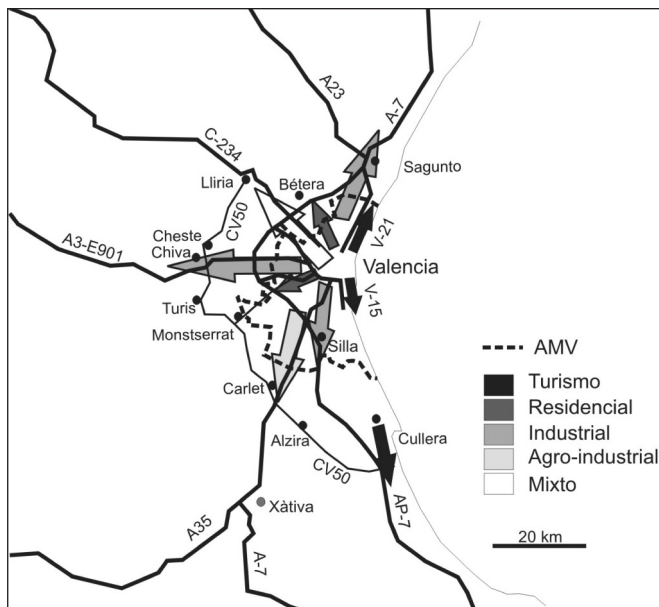 A23
A-7
C-234
Sagunto
Bétera
Lliria
CV50
V-21
A3-E901
Cheste
Chiva
Valencia
V-15
Turis
Monstserrat
Silla
AMV
Turismo
Carlet
Residencial
Industrial
Cullera
Alzira
Agro-industrial
CV50
Mixto
Xàtiva
AP-7
A35
A-7
20 km